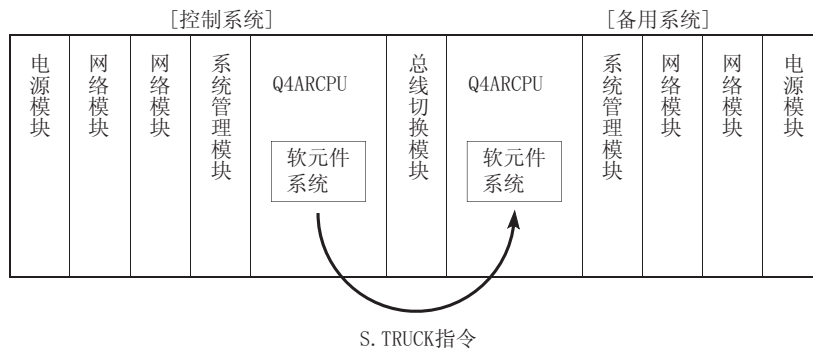 [控制系统]
[备用系统]
电源模块
网络模块
网络模块
系统管理模块
Q4ARCPU
软元件
系统
总线切换模块
Q4ARCPU
软元件
系统
系统管理模块
网络模块
网络模块
电源模块
S.TRUCK指令